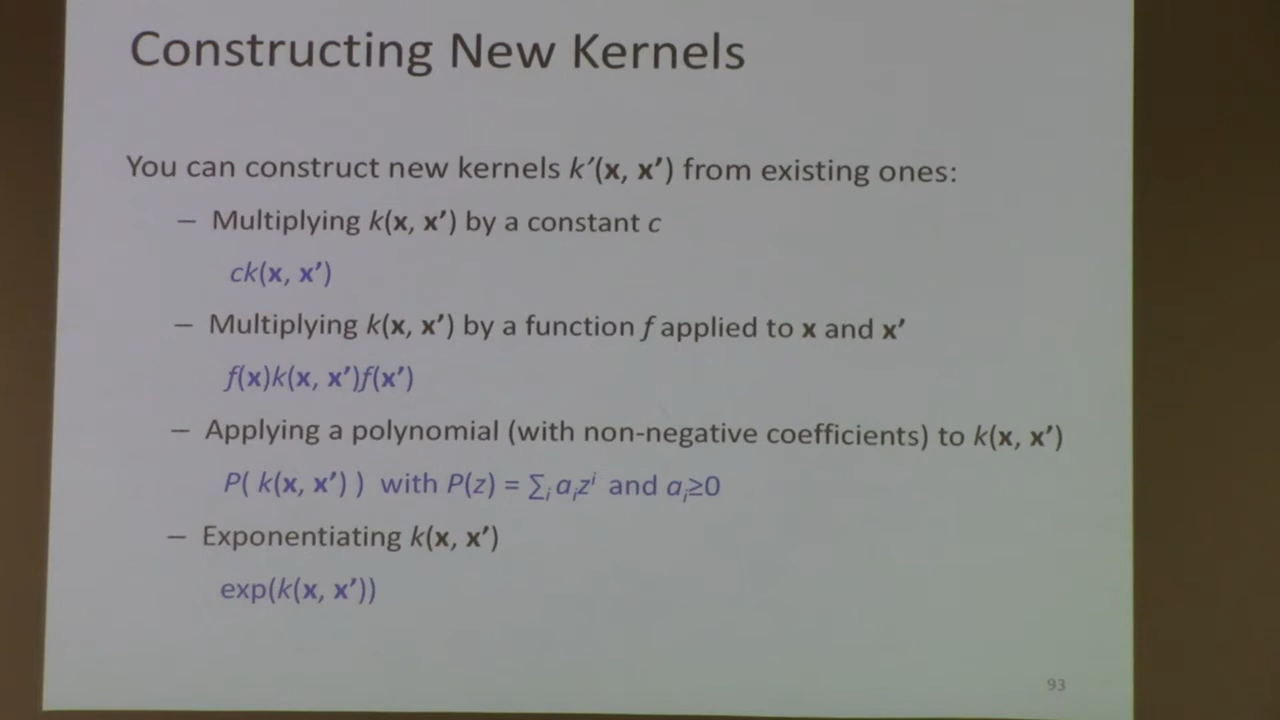 Constructing New Kernels
You can construct new kernels k’(x, x’) from existing ones:
– Multiplying k(x, x’) by a constant c
ck(x, x’)
– Multiplying k(x, x’) by a function f applied to x and x’
f(x)k(x, x’)f(x’)
– Applying a polynomial (with non-negative coefficients) to k(x, x’)
P( k(x, x’) ) with P(z) = ∑ᵢ aᵢzⁱ and aᵢ≥0
– Exponentiating k(x, x’)
exp(k(x, x’))
93